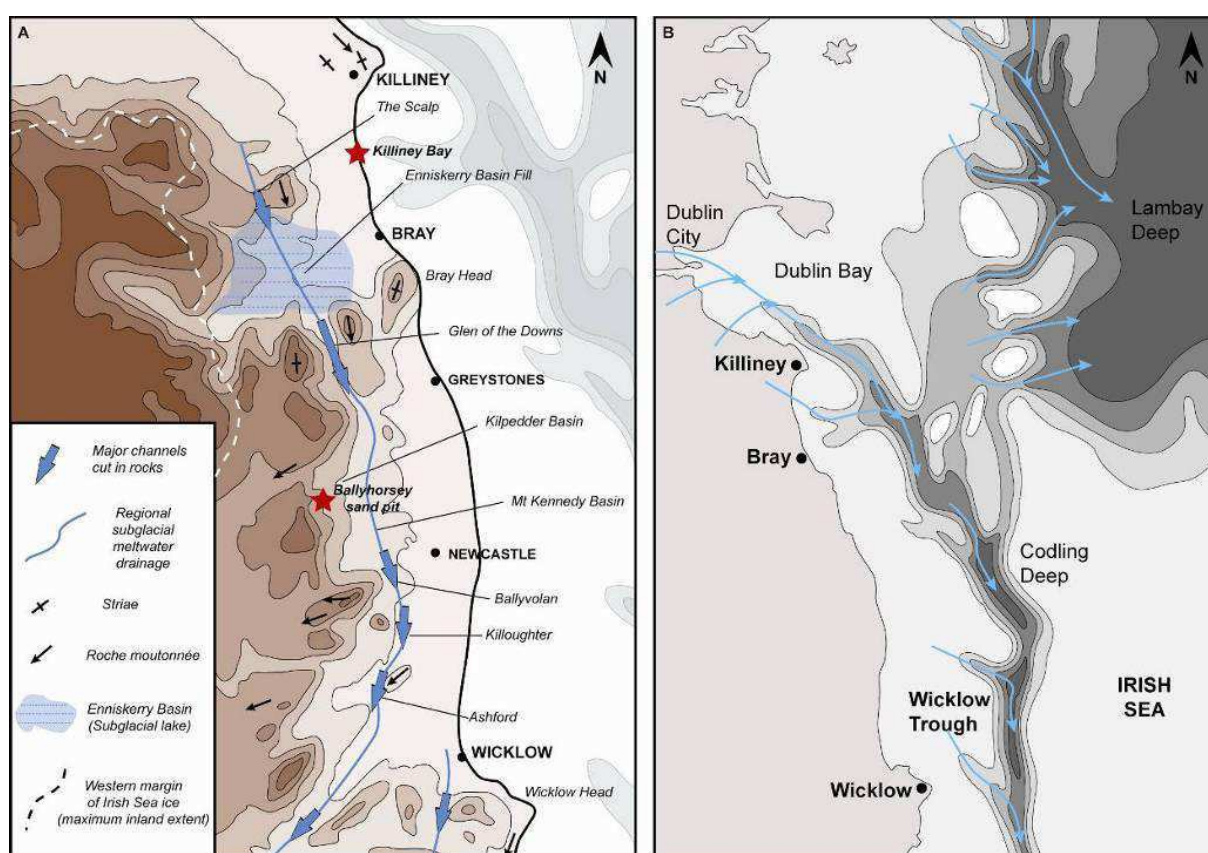 A
N
KILLINEY
The Scalp
Killiney Bay
Enniskerry Basin Fill
BRAY
Bray Head
Glen of the Downs
GREYSTONES
Kilpedder Basin
Ballyhorsey
sand pit
Mt Kennedy Basin
NEWCASTLE
Ballyvolan
Killoughter
Ashford
WICKLOW
Wicklow Head
Major channels
cut in rocks
Regional
subglacial
meltwater
drainage
Striae
Roche moutonnée
Enniskerry Basin
(Subglacial lake)
Western margin
of Irish Sea ice
(maximum inland extent)
B
N
Dublin
City
Dublin Bay
Lambay
Deep
Killiney
Bray
Codling
Deep
Wicklow
Trough
IRISH
SEA
Wicklow